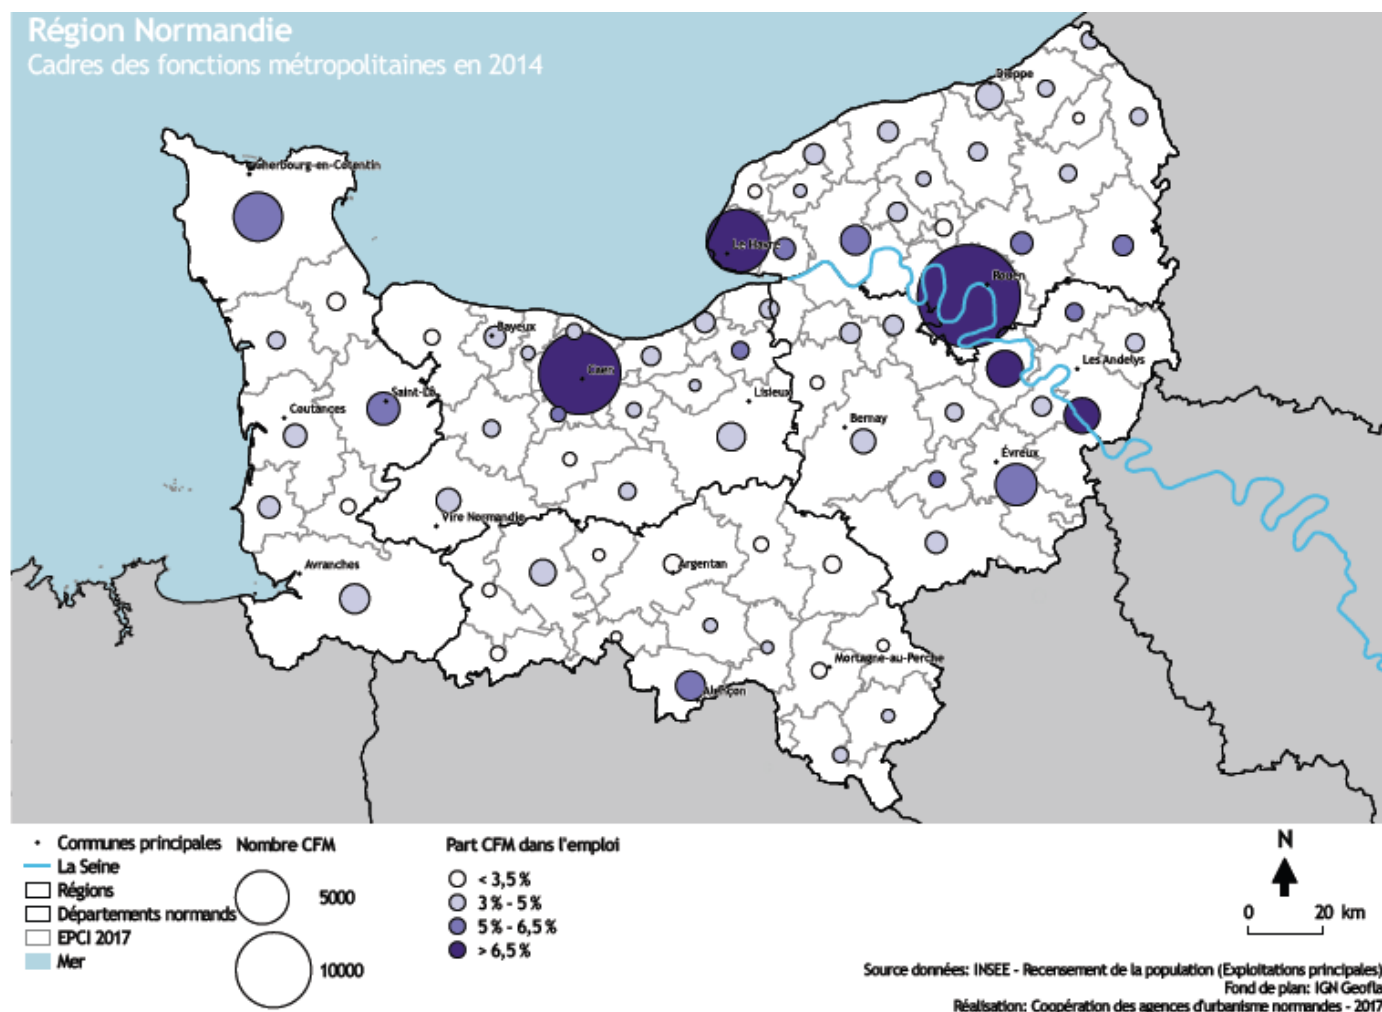 Région Normandie
Cadres des fonctions métropolitaines en 2014
Dieppe
Cherbourg-en-Cotentin
Le Havre
Rouen
Bayeux
Caen
Les Andelys
Saint-Lô
Lisieux
Coutances
Bernay
Évreux
Vire Normandie
Avranches
Argentan
Mortagne-au-Perche
Alençon
Communes principales
La Seine
Régions
Départements normands
EPCI 2017
Mer
Nombre CFM
5000
10000
Part CFM dans l'emploi
< 3,5 %
3 % - 5 %
5 % - 6,5 %
> 6,5 %
N
0 20 km
Source données: INSEE - Recensement de la population (Exploitations principales)
Fond de plan: IGN Geofla
Réalisation: Coopération des agences d'urbanisme normandes - 2017